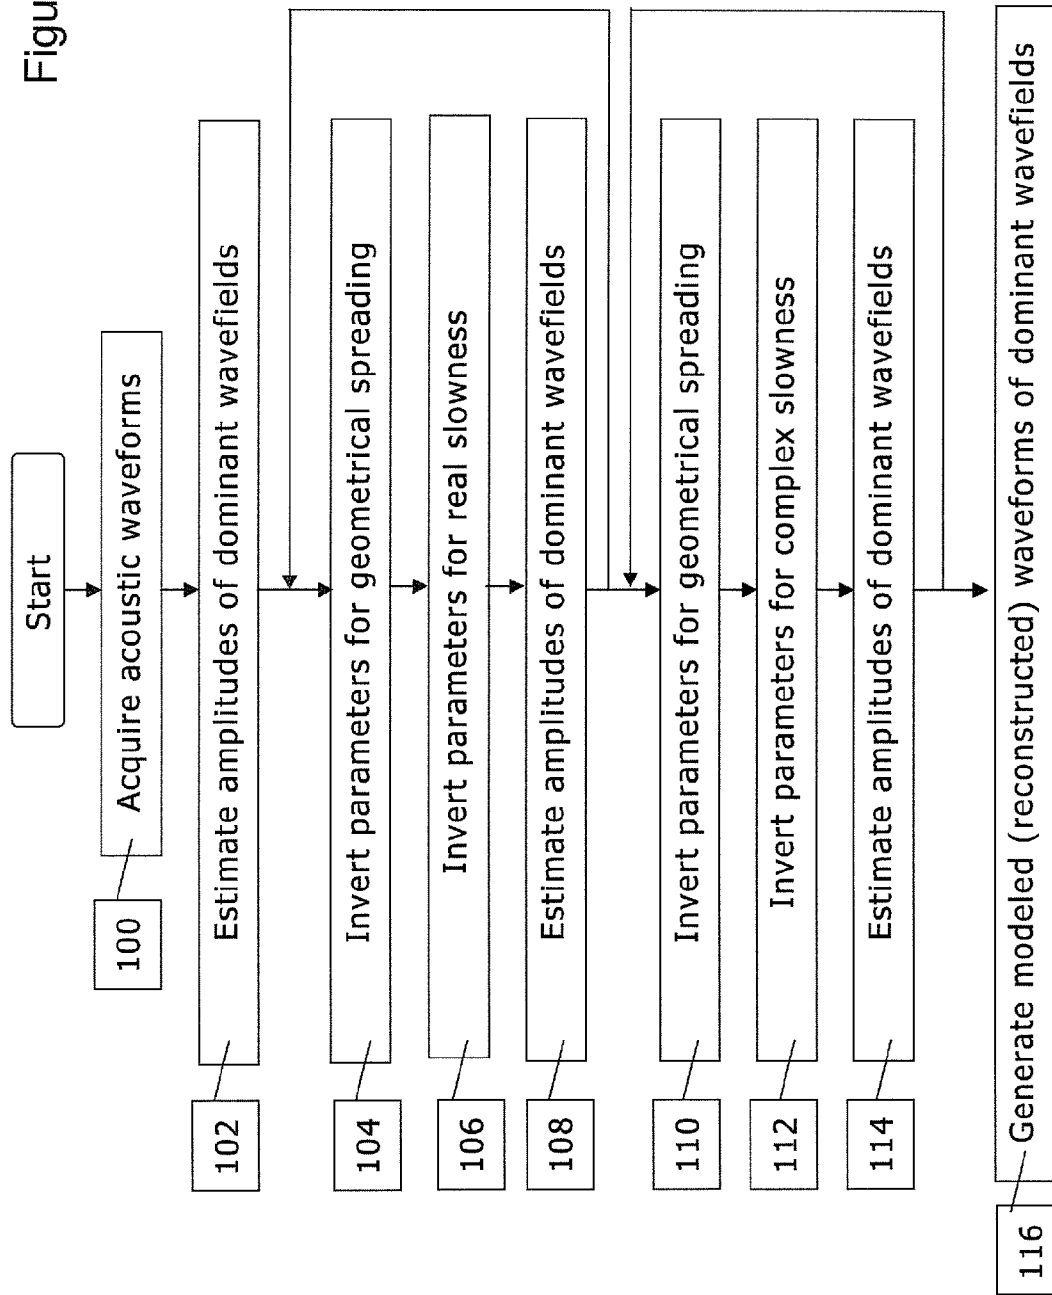 Figu
Start
100
Acquire acoustic waveforms
102
Estimate amplitudes of dominant wavefields
104
Invert parameters for geometrical spreading
106
Invert parameters for real slowness
108
Estimate amplitudes of dominant wavefields
110
Invert parameters for geometrical spreading
112
Invert parameters for complex slowness
114
Estimate amplitudes of dominant wavefields
116
Generate modeled (reconstructed) waveforms of dominant wavefields